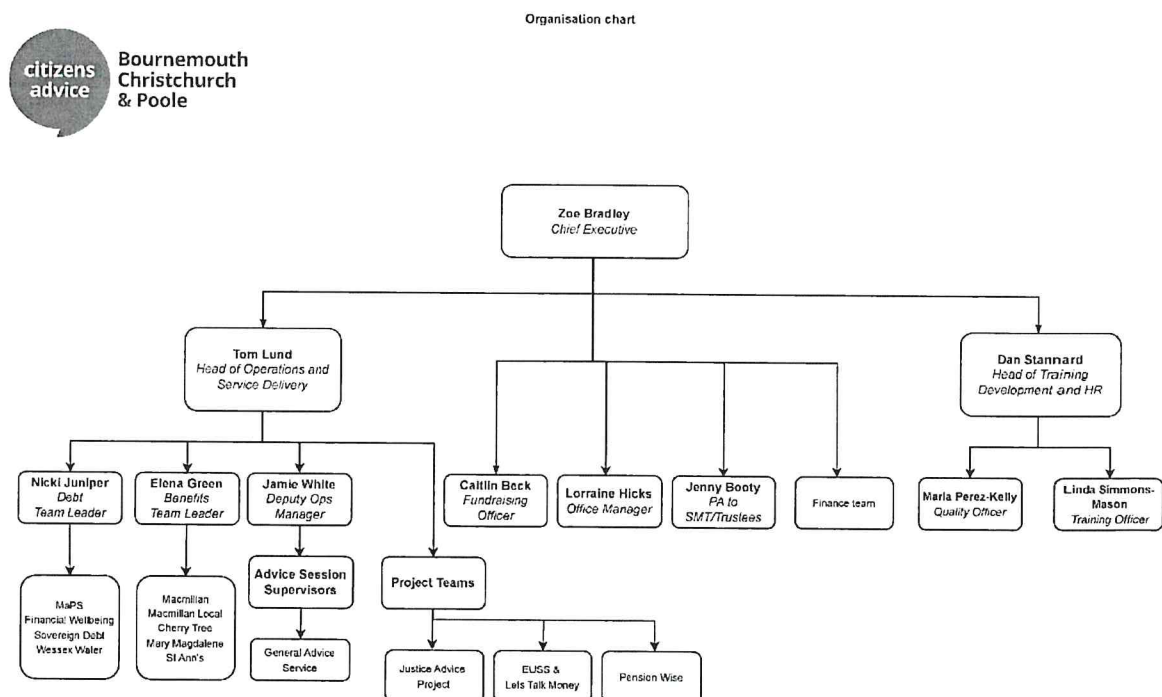 Organisation chart
citizens
advice
Bournemouth
Christchurch
& Poole
Zoe Bradley
Chief Executive
Tom Lund
Head of Operations and
Service Delivery
Dan Stannard
Head of Training
Development and HR
Nicki Juniper
Debt
Team Leader
Elena Green
Benefits
Team Leader
Jamie White
Deputy Ops
Manager
Caitlin Beck
Fundraising
Officer
Lorraine Hicks
Office Manager
Jenny Booty
PA to
SMT/Trustees
Finance team
Maria Perez-Kelly
Quality Officer
Linda Simmons-
Mason
Training Officer
MaPS
Financial Wellbeing
Sovereign Debt
Wessex Water
Macmillan
Macmillan Local
Cherry Tree
Mary Magdalene
St Ann's
Advice Session
Supervisors
General Advice
Service
Project Teams
Justice Advice
Project
EUSS &
Lets Talk Money
Pension Wise